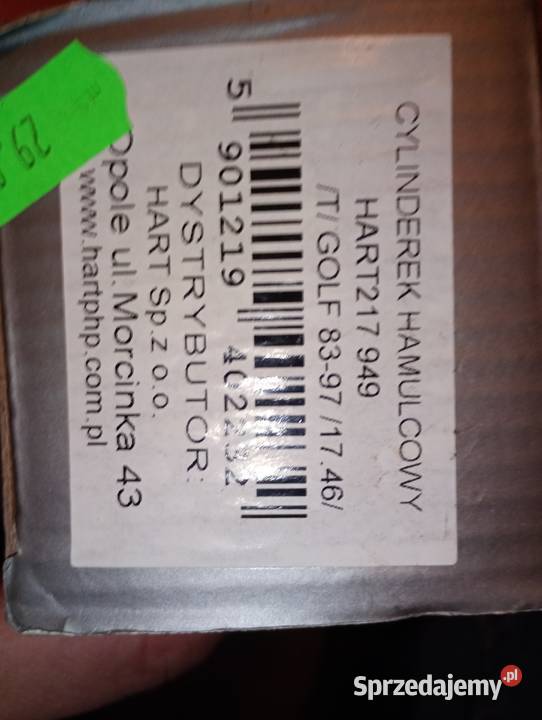 CYLINDEREK HAMULCOWY
HART217 949
/T/ GOLF 83-97 /17.46/
5 901219
DYSTRYBUTOR:
HART Sp.z o.o.
Opole ul.Morcinka 43
www.hartphp.com.pl
29
Sprzedajemy.pl